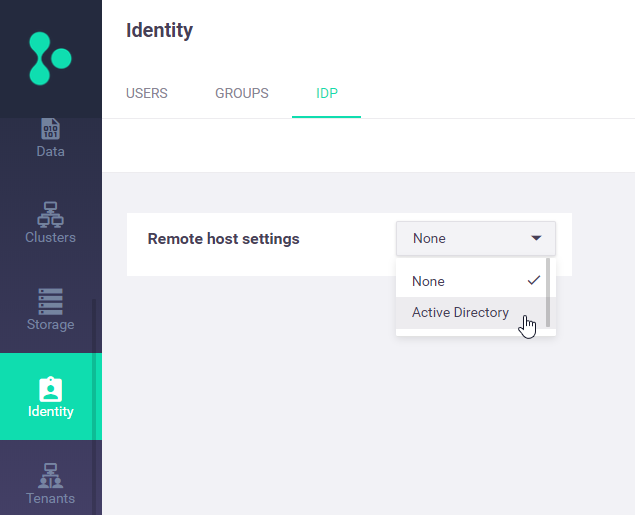 Identity
USERS GROUPS IDP
010
101
Data
Clusters
Storage
Identity
Tenants
Remote host settings
None
None
Active Directory